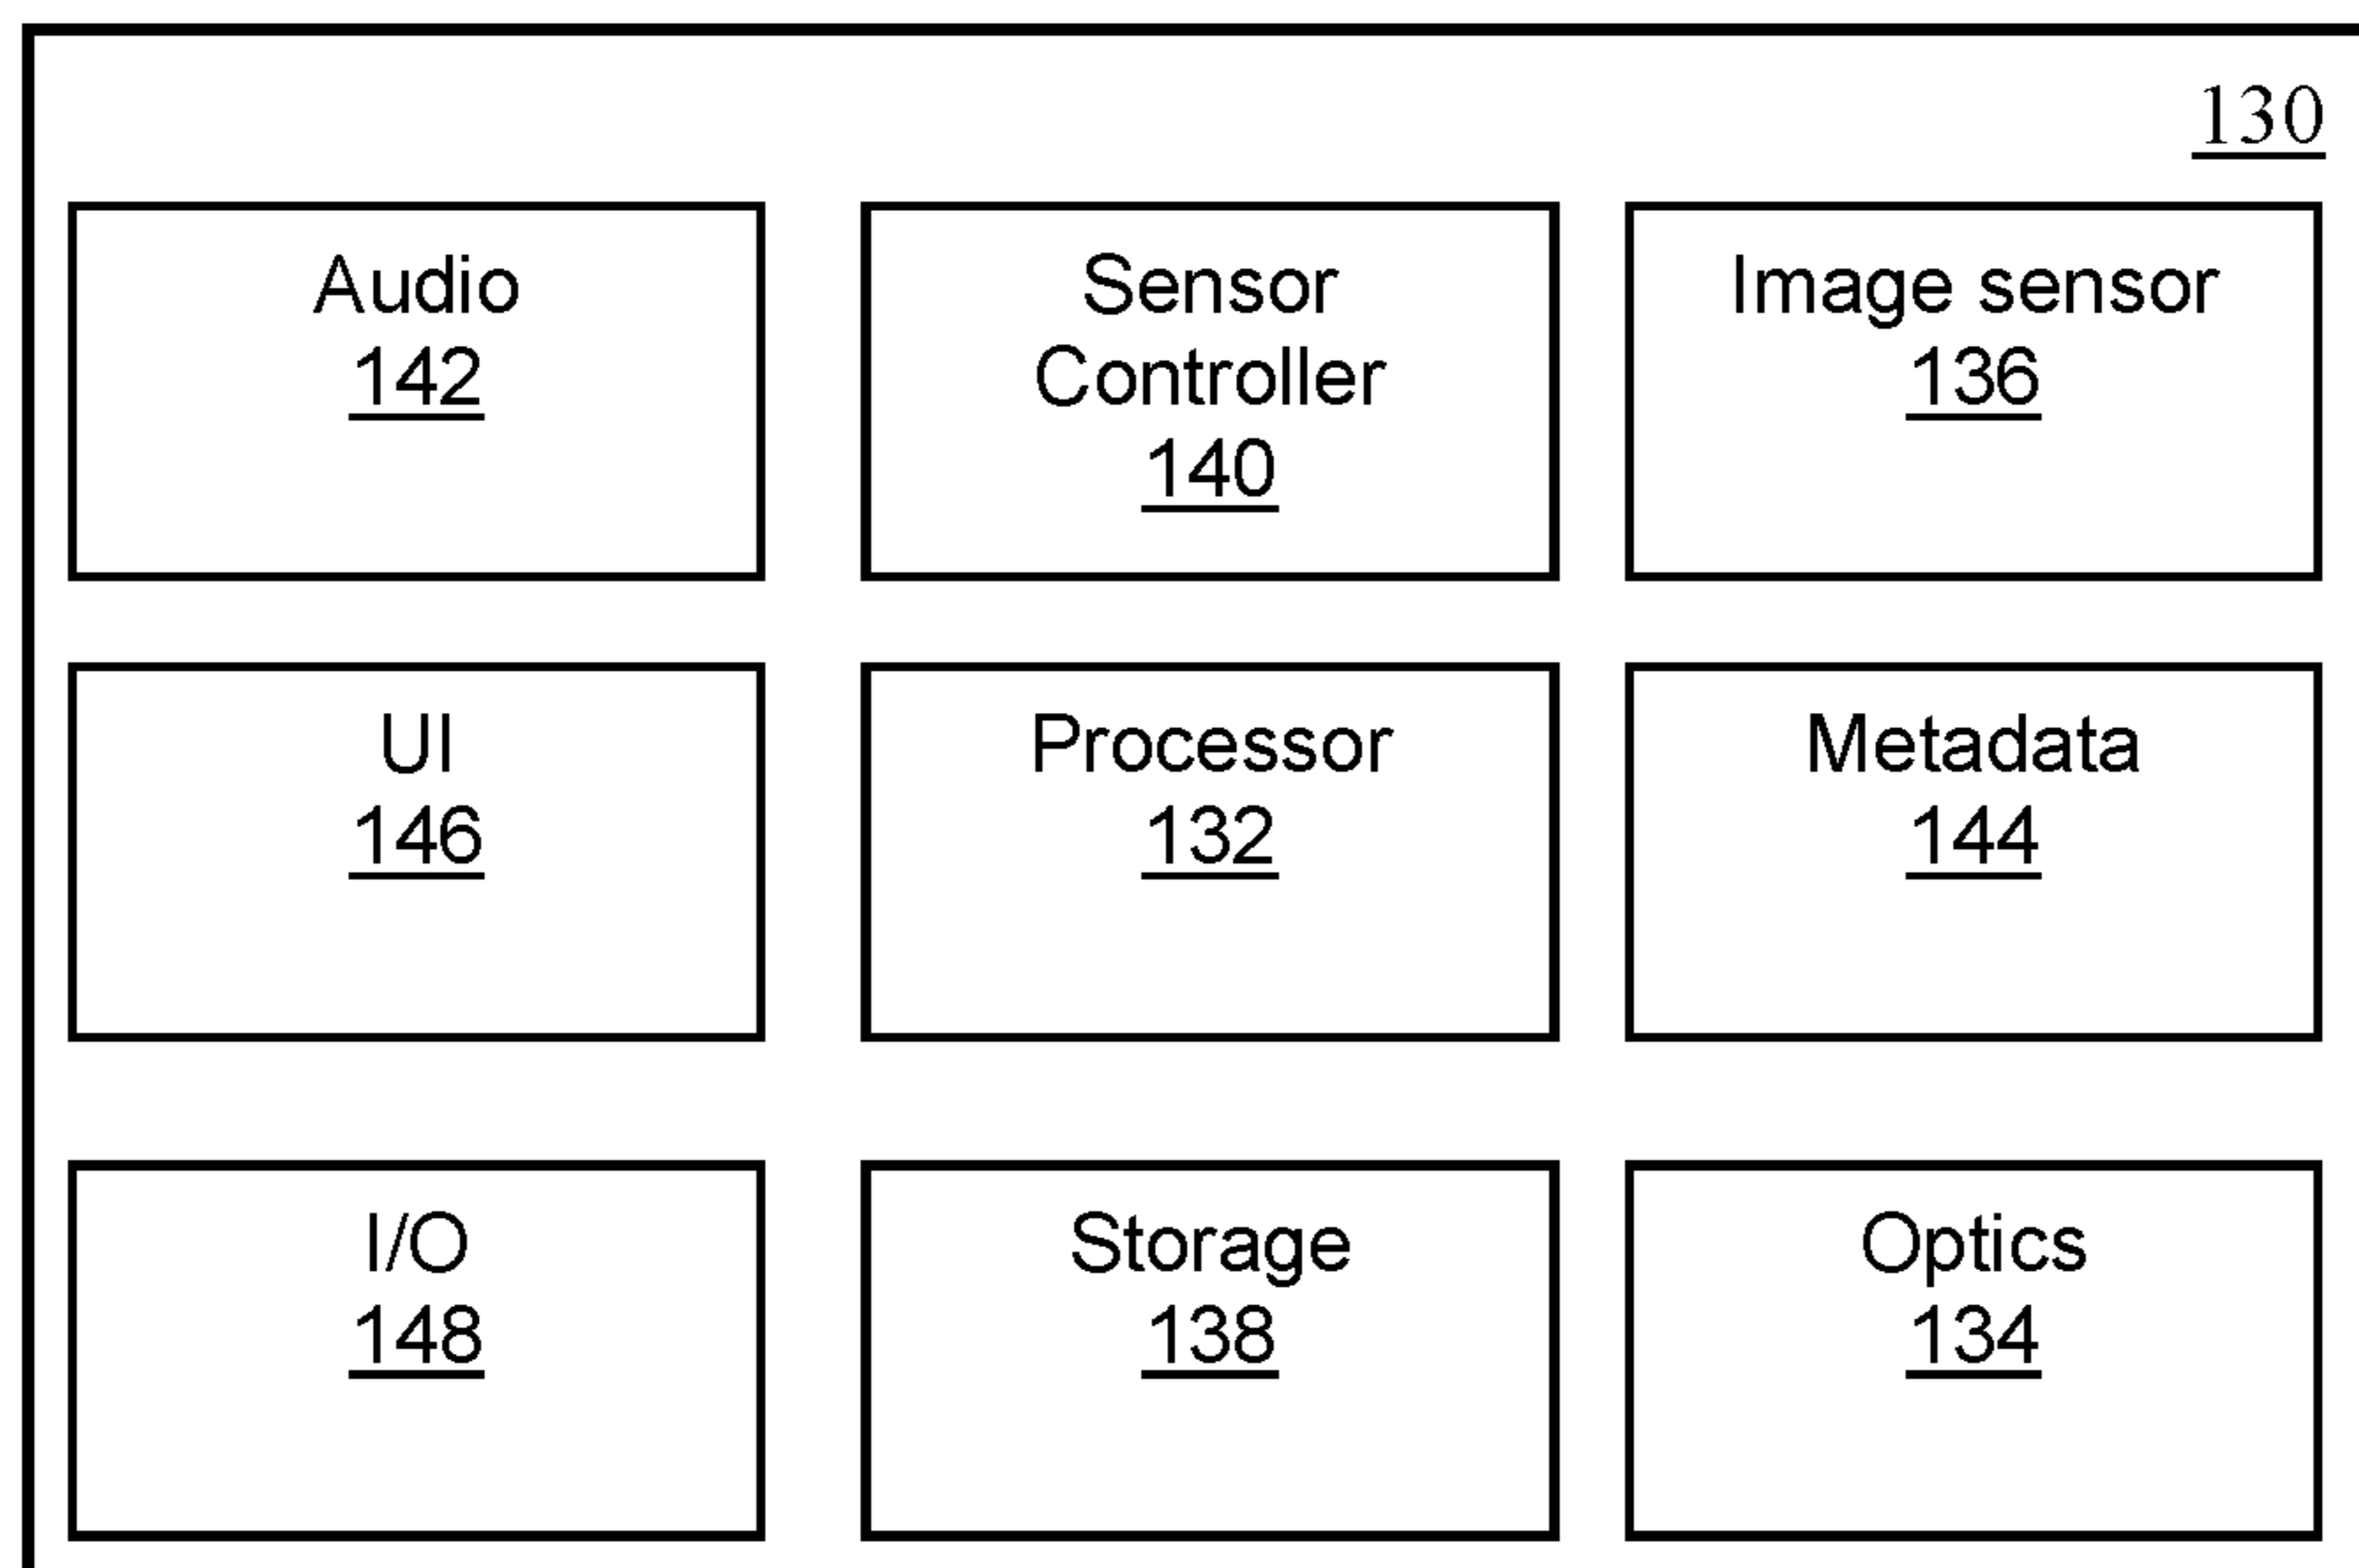 130
Audio
142
Sensor
Controller
140
Image sensor
136
UI
146
Processor
132
Metadata
144
I/O
148
Storage
138
Optics
134